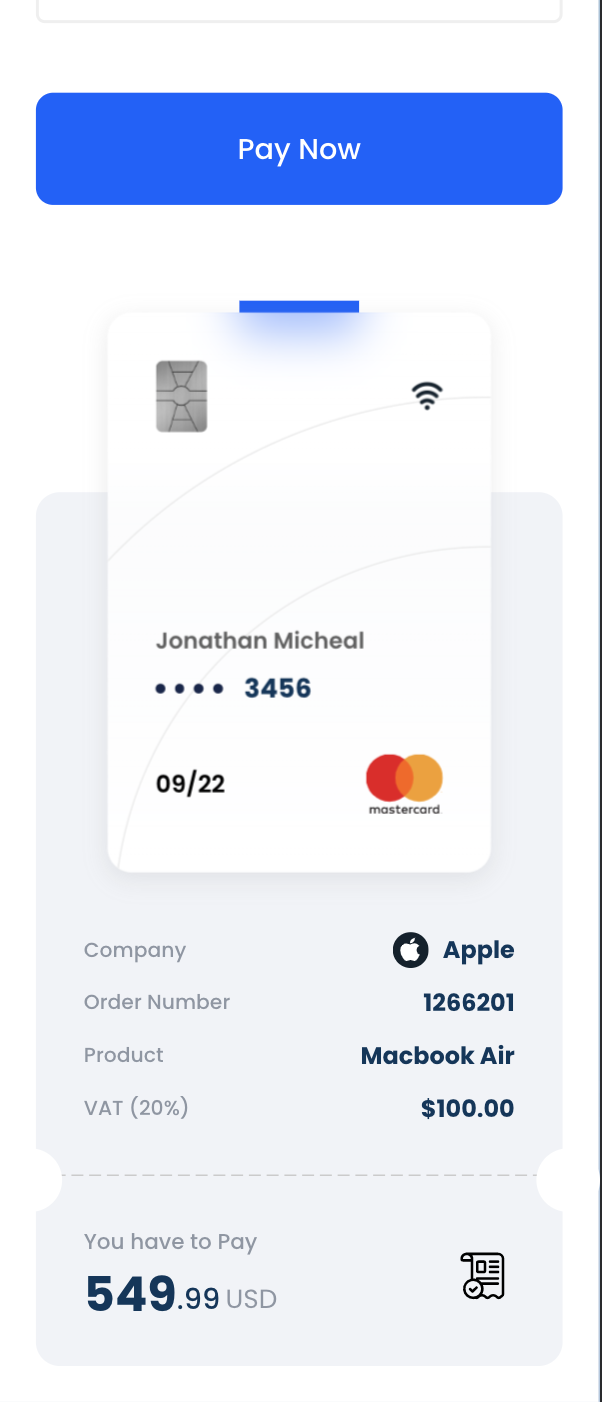 Pay Now
Jonathan Micheal
•••• 3456
09/22
mastercard
Company Apple
Order Number 1266201
Product Macbook Air
VAT (20%) $100.00
You have to Pay
549.99 USD